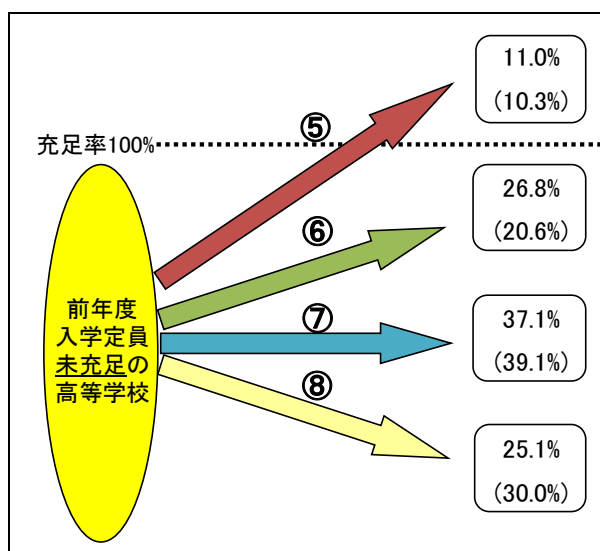 11.0%
(10.3%)
⑤
充足率100%
26.8%
(20.6%)
⑥
前年度
入学定員
未充足の
高等学校
⑦
37.1%
(39.1%)
⑧
25.1%
(30.0%)